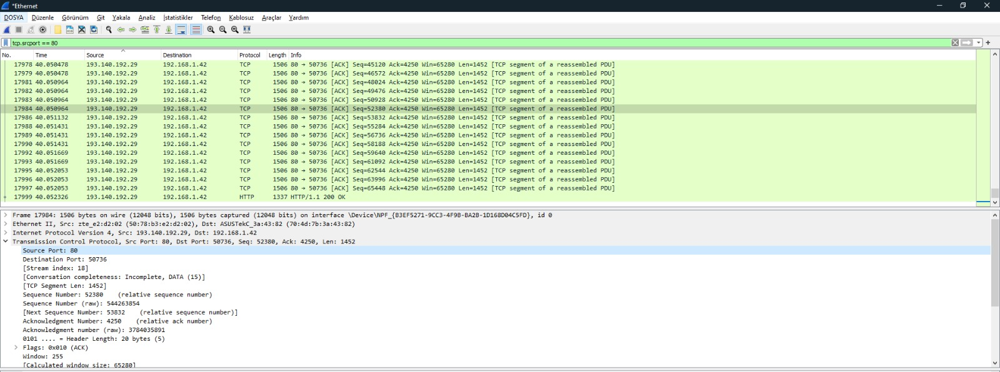 *Ethernet
DOSYA Düzenle Görünüm Git Yakala Analiz İstatistikler Telefon Kablosuz Araçlar Yardım
tcp.srcport == 80
No. Time Source Destination Protocol Length Info
17978 40.050478 193.140.192.29 192.168.1.42 TCP 1506 80 → 50736 [ACK] Seq=45120 Ack=4250 Win=65280 Len=1452 [TCP segment of a reassembled PDU]
17979 40.050478 193.140.192.29 192.168.1.42 TCP 1506 80 → 50736 [ACK] Seq=46572 Ack=4250 Win=65280 Len=1452 [TCP segment of a reassembled PDU]
17981 40.050964 193.140.192.29 192.168.1.42 TCP 1506 80 → 50736 [ACK] Seq=48024 Ack=4250 Win=65280 Len=1452 [TCP segment of a reassembled PDU]
17982 40.050964 193.140.192.29 192.168.1.42 TCP 1506 80 → 50736 [ACK] Seq=49476 Ack=4250 Win=65280 Len=1452 [TCP segment of a reassembled PDU]
17983 40.050964 193.140.192.29 192.168.1.42 TCP 1506 80 → 50736 [ACK] Seq=50928 Ack=4250 Win=65280 Len=1452 [TCP segment of a reassembled PDU]
17984 40.050964 193.140.192.29 192.168.1.42 TCP 1506 80 → 50736 [ACK] Seq=52380 Ack=4250 Win=65280 Len=1452 [TCP segment of a reassembled PDU]
17986 40.051132 193.140.192.29 192.168.1.42 TCP 1506 80 → 50736 [ACK] Seq=53832 Ack=4250 Win=65280 Len=1452 [TCP segment of a reassembled PDU]
17988 40.051431 193.140.192.29 192.168.1.42 TCP 1506 80 → 50736 [ACK] Seq=55284 Ack=4250 Win=65280 Len=1452 [TCP segment of a reassembled PDU]
17989 40.051431 193.140.192.29 192.168.1.42 TCP 1506 80 → 50736 [ACK] Seq=56736 Ack=4250 Win=65280 Len=1452 [TCP segment of a reassembled PDU]
17990 40.051431 193.140.192.29 192.168.1.42 TCP 1506 80 → 50736 [ACK] Seq=58188 Ack=4250 Win=65280 Len=1452 [TCP segment of a reassembled PDU]
17992 40.051669 193.140.192.29 192.168.1.42 TCP 1506 80 → 50736 [ACK] Seq=59640 Ack=4250 Win=65280 Len=1452 [TCP segment of a reassembled PDU]
17993 40.051669 193.140.192.29 192.168.1.42 TCP 1506 80 → 50736 [ACK] Seq=61092 Ack=4250 Win=65280 Len=1452 [TCP segment of a reassembled PDU]
17995 40.052053 193.140.192.29 192.168.1.42 TCP 1506 80 → 50736 [ACK] Seq=62544 Ack=4250 Win=65280 Len=1452 [TCP segment of a reassembled PDU]
17996 40.052053 193.140.192.29 192.168.1.42 TCP 1506 80 → 50736 [ACK] Seq=63996 Ack=4250 Win=65280 Len=1452 [TCP segment of a reassembled PDU]
17997 40.052053 193.140.192.29 192.168.1.42 TCP 1506 80 → 50736 [ACK] Seq=65448 Ack=4250 Win=65280 Len=1452 [TCP segment of a reassembled PDU]
17999 40.052326 193.140.192.29 192.168.1.42 HTTP 1337 HTTP/1.1 200 OK
Frame 17984: 1506 bytes on wire (12048 bits), 1506 bytes captured (12048 bits) on interface \Device\NPF_{B3EF5271-9CC3-4F9B-BA2B-1D168D04C5FD}, id 0
Ethernet II, Src: zte_e2:d2:02 (50:78:b3:e2:d2:02), Dst: ASUSTekC_3a:43:82 (70:4d:7b:3a:43:82)
Internet Protocol Version 4, Src: 193.140.192.29, Dst: 192.168.1.42
Transmission Control Protocol, Src Port: 80, Dst Port: 50736, Seq: 52380, Ack: 4250, Len: 1452
Source Port: 80
Destination Port: 50736
[Stream index: 18]
[Conversation completeness: Incomplete, DATA (15)]
[TCP Segment Len: 1452]
Sequence Number: 52380 (relative sequence number)
Sequence Number (raw): 544263854
[Next Sequence Number: 53832 (relative sequence number)]
Acknowledgment Number: 4250 (relative ack number)
Acknowledgment number (raw): 3784035891
0101 .... = Header Length: 20 bytes (5)
Flags: 0x010 (ACK)
Window: 255
[Calculated window size: 65280]